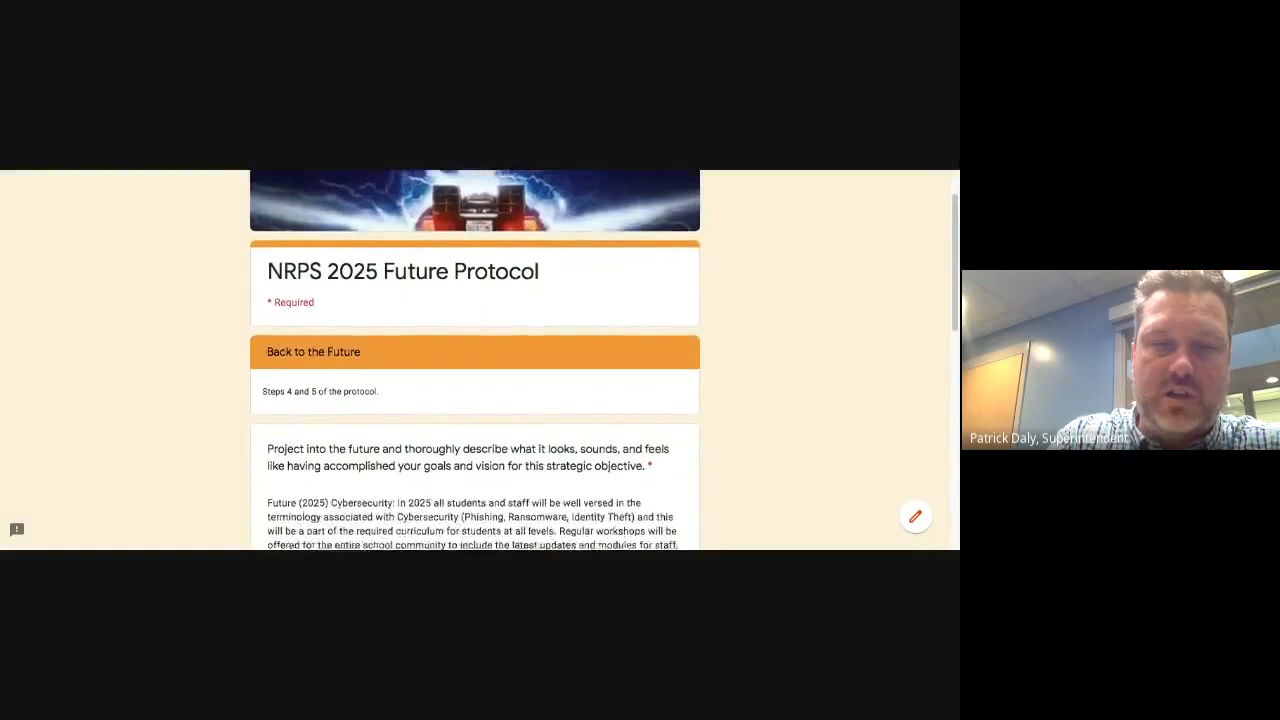 NRPS 2025 Future Protocol
* Required
Back to the Future
Steps 4 and 5 of the protocol.
Project into the future and thoroughly describe what it looks, sounds, and feels
like having accomplished your goals and vision for this strategic objective. *
Future (2025) Cybersecurity: In 2025 all students and staff will be well versed in the
terminology associated with Cybersecurity (Phishing, Ransomware, Identity Theft) and this
will be a part of the required curriculum for students at all levels. Regular workshops will be
offered for the entire school community to include the latest updates and modules for staff,
Patrick Daly, Superintendent